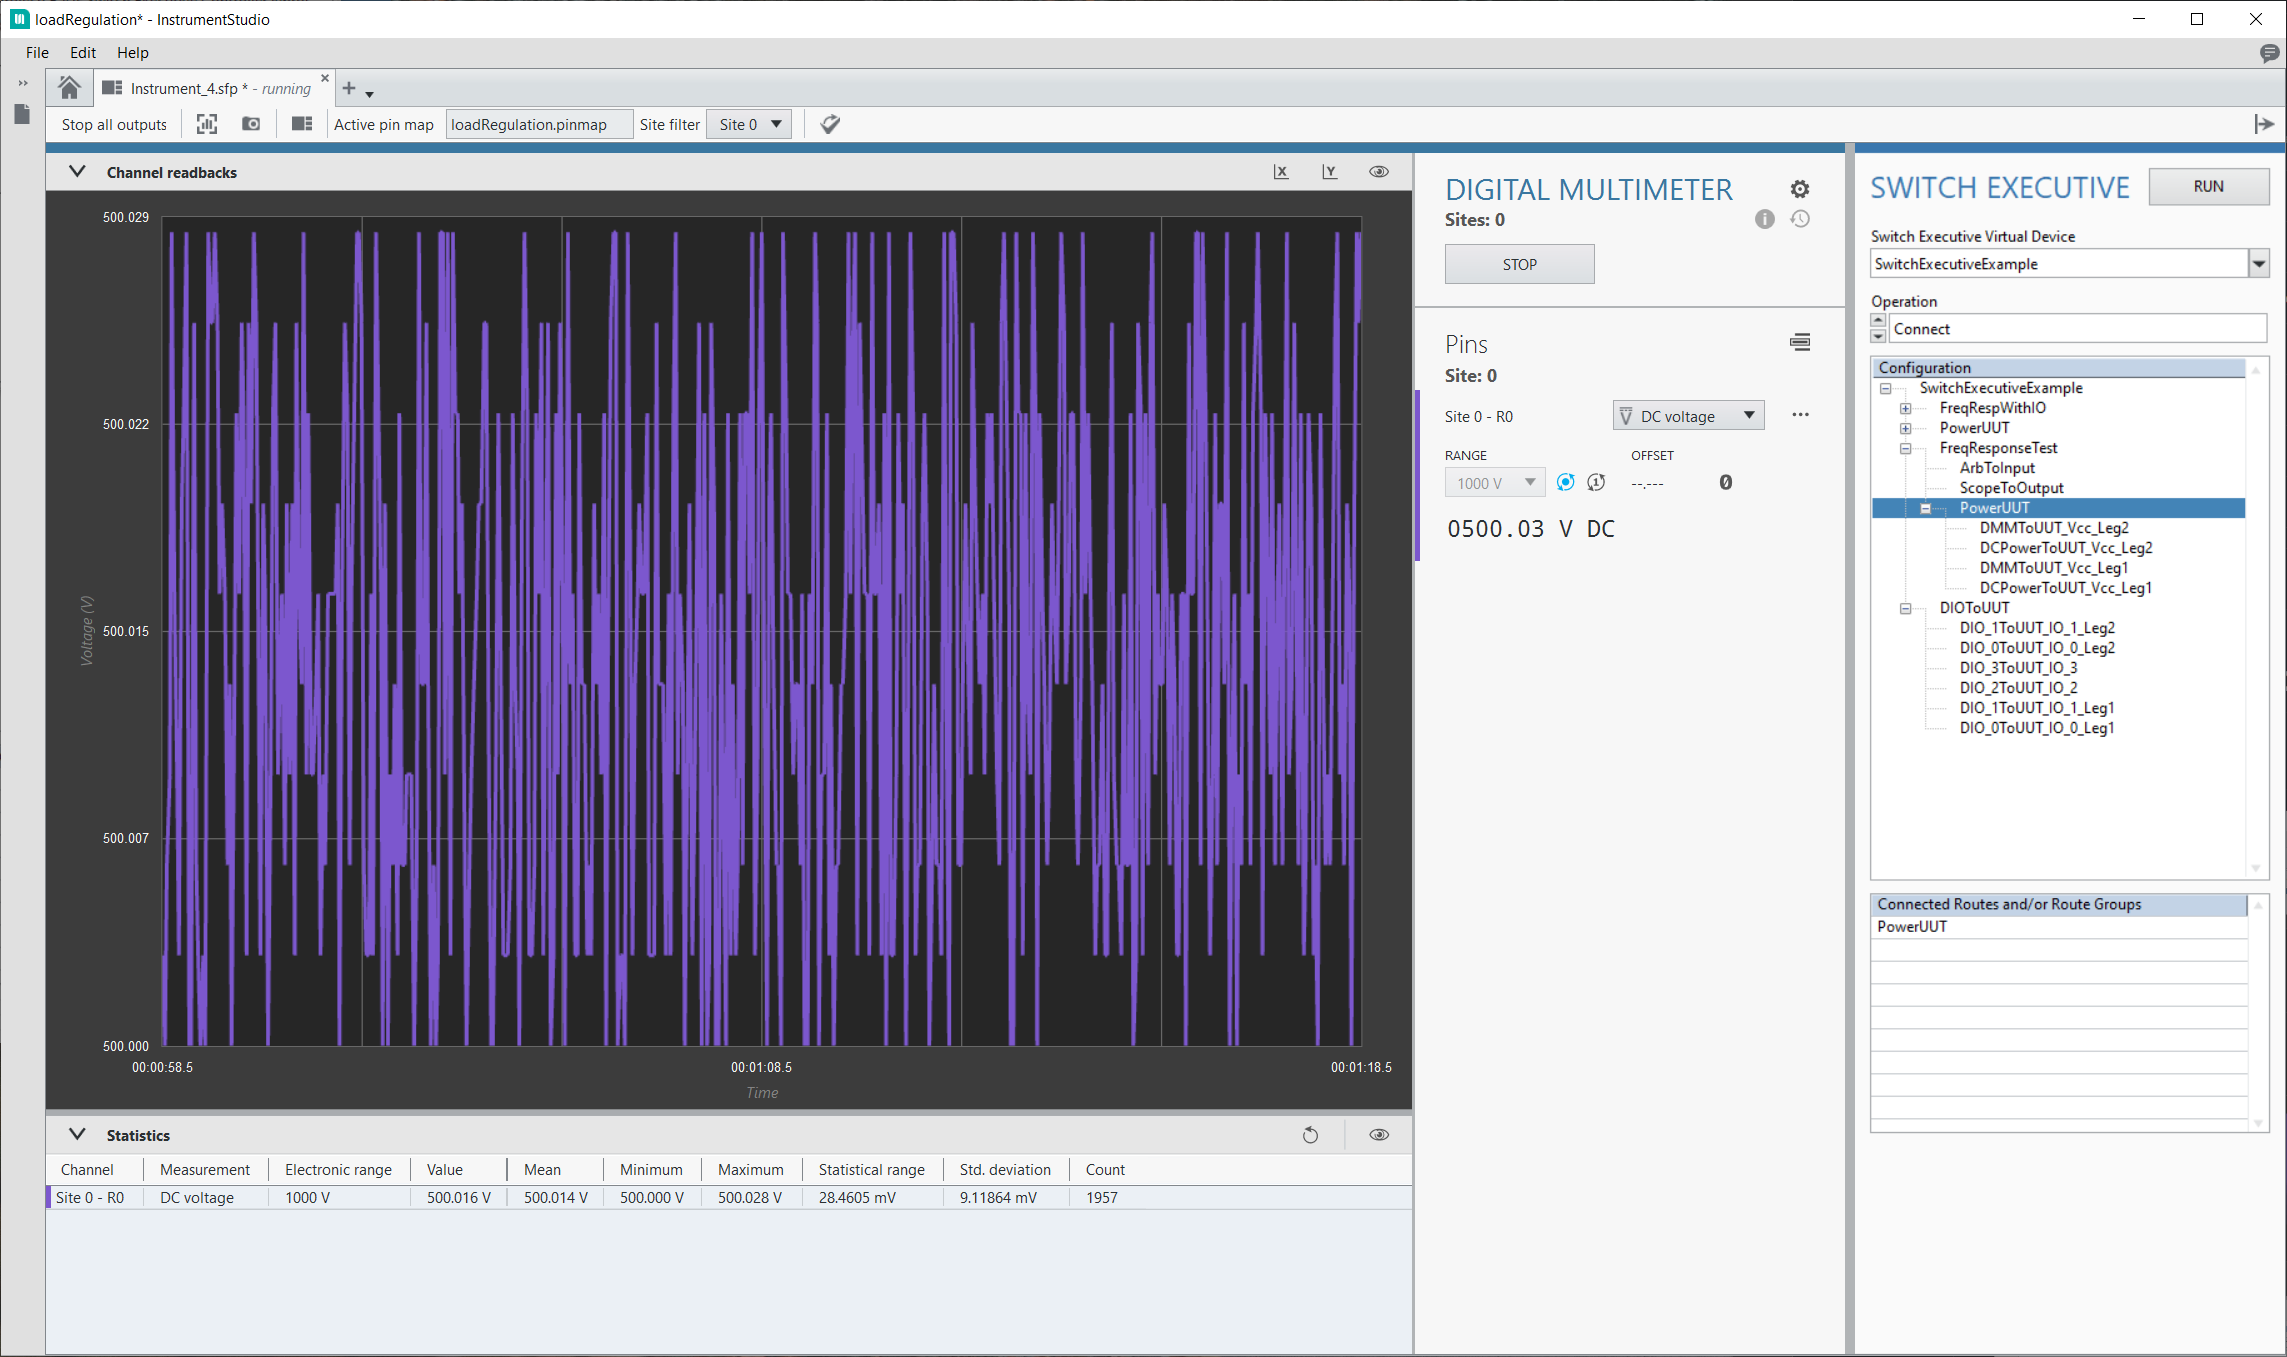 loadRegulation* - InstrumentStudio
File Edit Help
Instrument_4.sfp * - running
Stop all outputs Active pin map loadRegulation.pinmap Site filter Site 0
Channel readbacks
X Y
500.029
500.022
500.015
500.007
500.000
Voltage (V)
00:00:58.5 00:01:08.5 00:01:18.5
Time
Statistics
Channel Measurement Electronic range Value Mean Minimum Maximum Statistical range Std. deviation Count
Site 0 - R0 DC voltage 1000 V 500.016 V 500.014 V 500.000 V 500.028 V 28.4605 mV 9.11864 mV 1957
DIGITAL MULTIMETER
Sites: 0
STOP
Pins
Site: 0
Site 0 - R0 DC voltage
RANGE OFFSET
1000 V --.---
0500.03 V DC
SWITCH EXECUTIVE RUN
Switch Executive Virtual Device
SwitchExecutiveExample
Operation
Connect
Configuration
SwitchExecutiveExample
FreqRespWithIO
PowerUUT
FreqResponseTest
ArbToInput
ScopeToOutput
PowerUUT
DMMToUUT_Vcc_Leg2
DCPowerToUUT_Vcc_Leg2
DMMToUUT_Vcc_Leg1
DCPowerToUUT_Vcc_Leg1
DIOToUUT
DIO_1ToUUT_IO_1_Leg2
DIO_0ToUUT_IO_0_Leg2
DIO_3ToUUT_IO_3
DIO_2ToUUT_IO_2
DIO_1ToUUT_IO_1_Leg1
DIO_0ToUUT_IO_0_Leg1
Connected Routes and/or Route Groups
PowerUUT